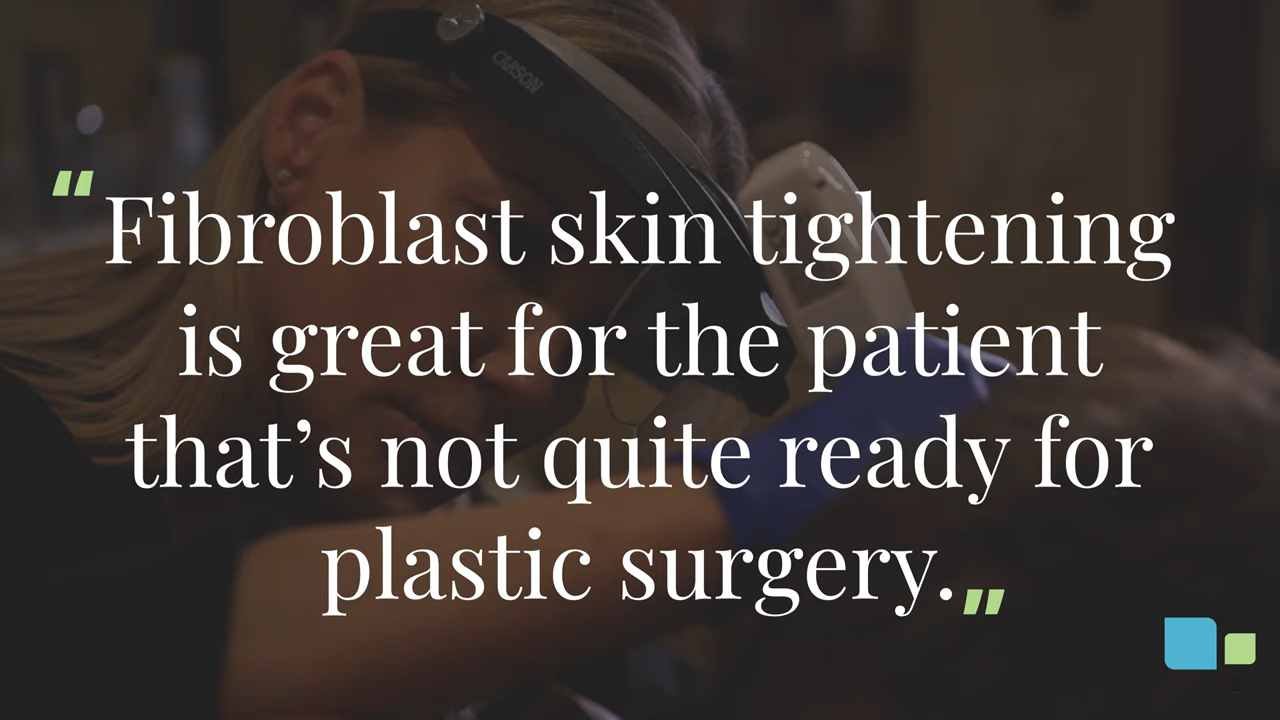 CARSON
“Fibroblast skin tightening
is great for the patient
that’s not quite ready for
plastic surgery.”